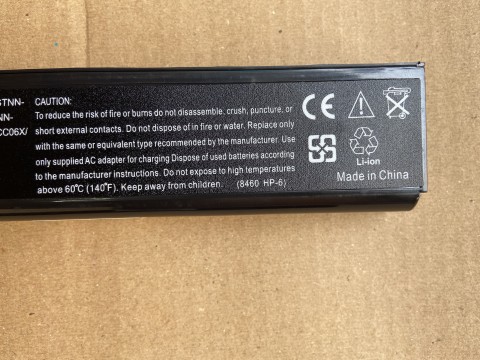 STNN-
NN-
CC06X/
CAUTION:
To reduce the risk of fire or burns do not disassemble, crush, puncture, or
short external contacts. Do not dispose of in fire or water. Replace only
with the same or equivalent type recommended by the manufacturer. Use
only supplied AC adapter for charging Dispose of used batteries according
to the manufacturer instructions. Do not expose to high temperatures
above 60°C (140°F). Keep away from children. (8460 HP-6)
CE
Li-ion
Made in China